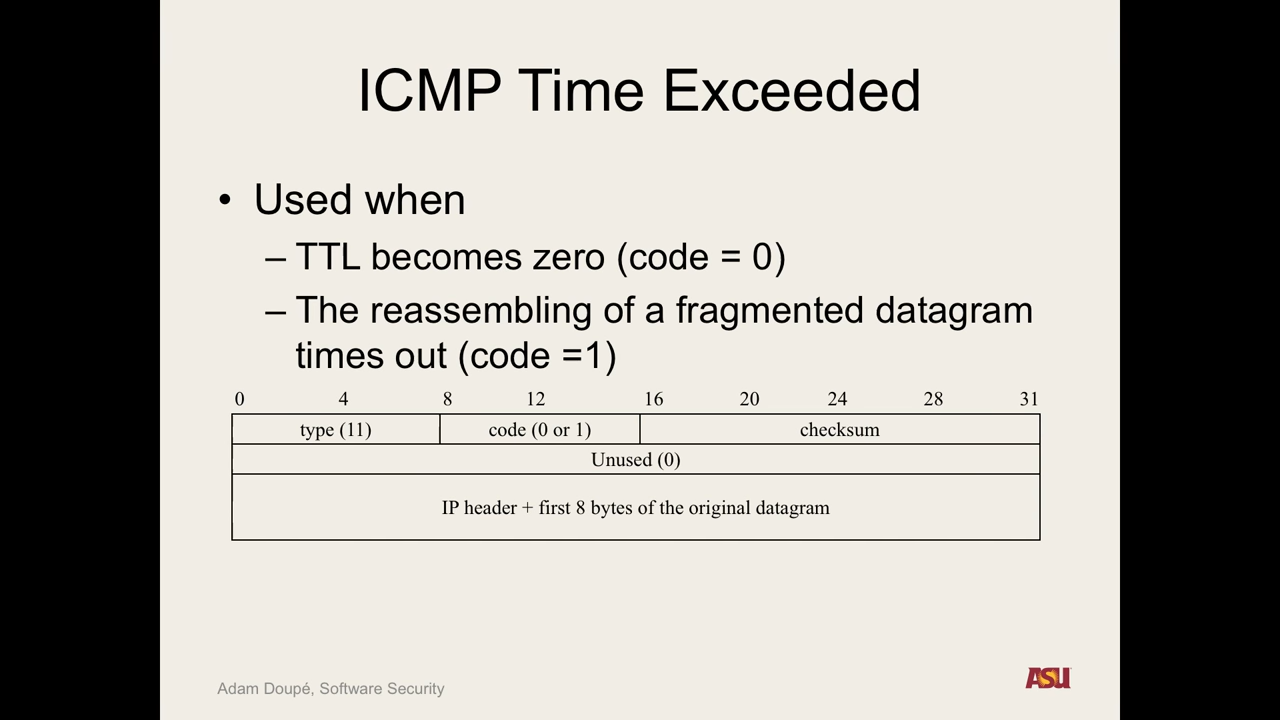 ICMP Time Exceeded
• Used when
– TTL becomes zero (code = 0)
– The reassembling of a fragmented datagram
times out (code =1)
0 4 8 12 16 20 24 28 31
type (11) code (0 or 1) checksum
Unused (0)
IP header + first 8 bytes of the original datagram
Adam Doupé, Software Security
ASU